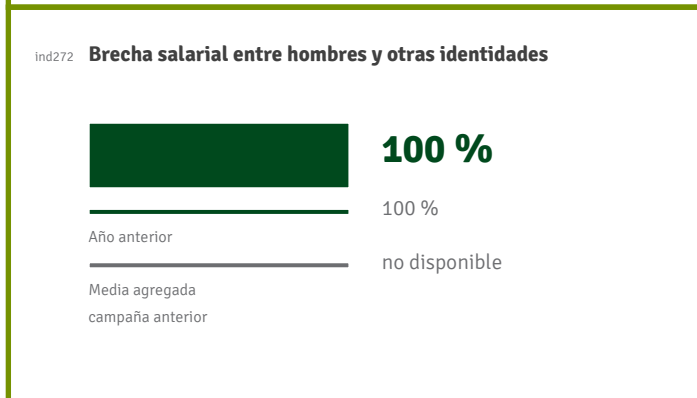 ind272 Brecha salarial entre hombres y otras identidades
100 %
100 %
Año anterior
no disponible
Media agregada
campaña anterior